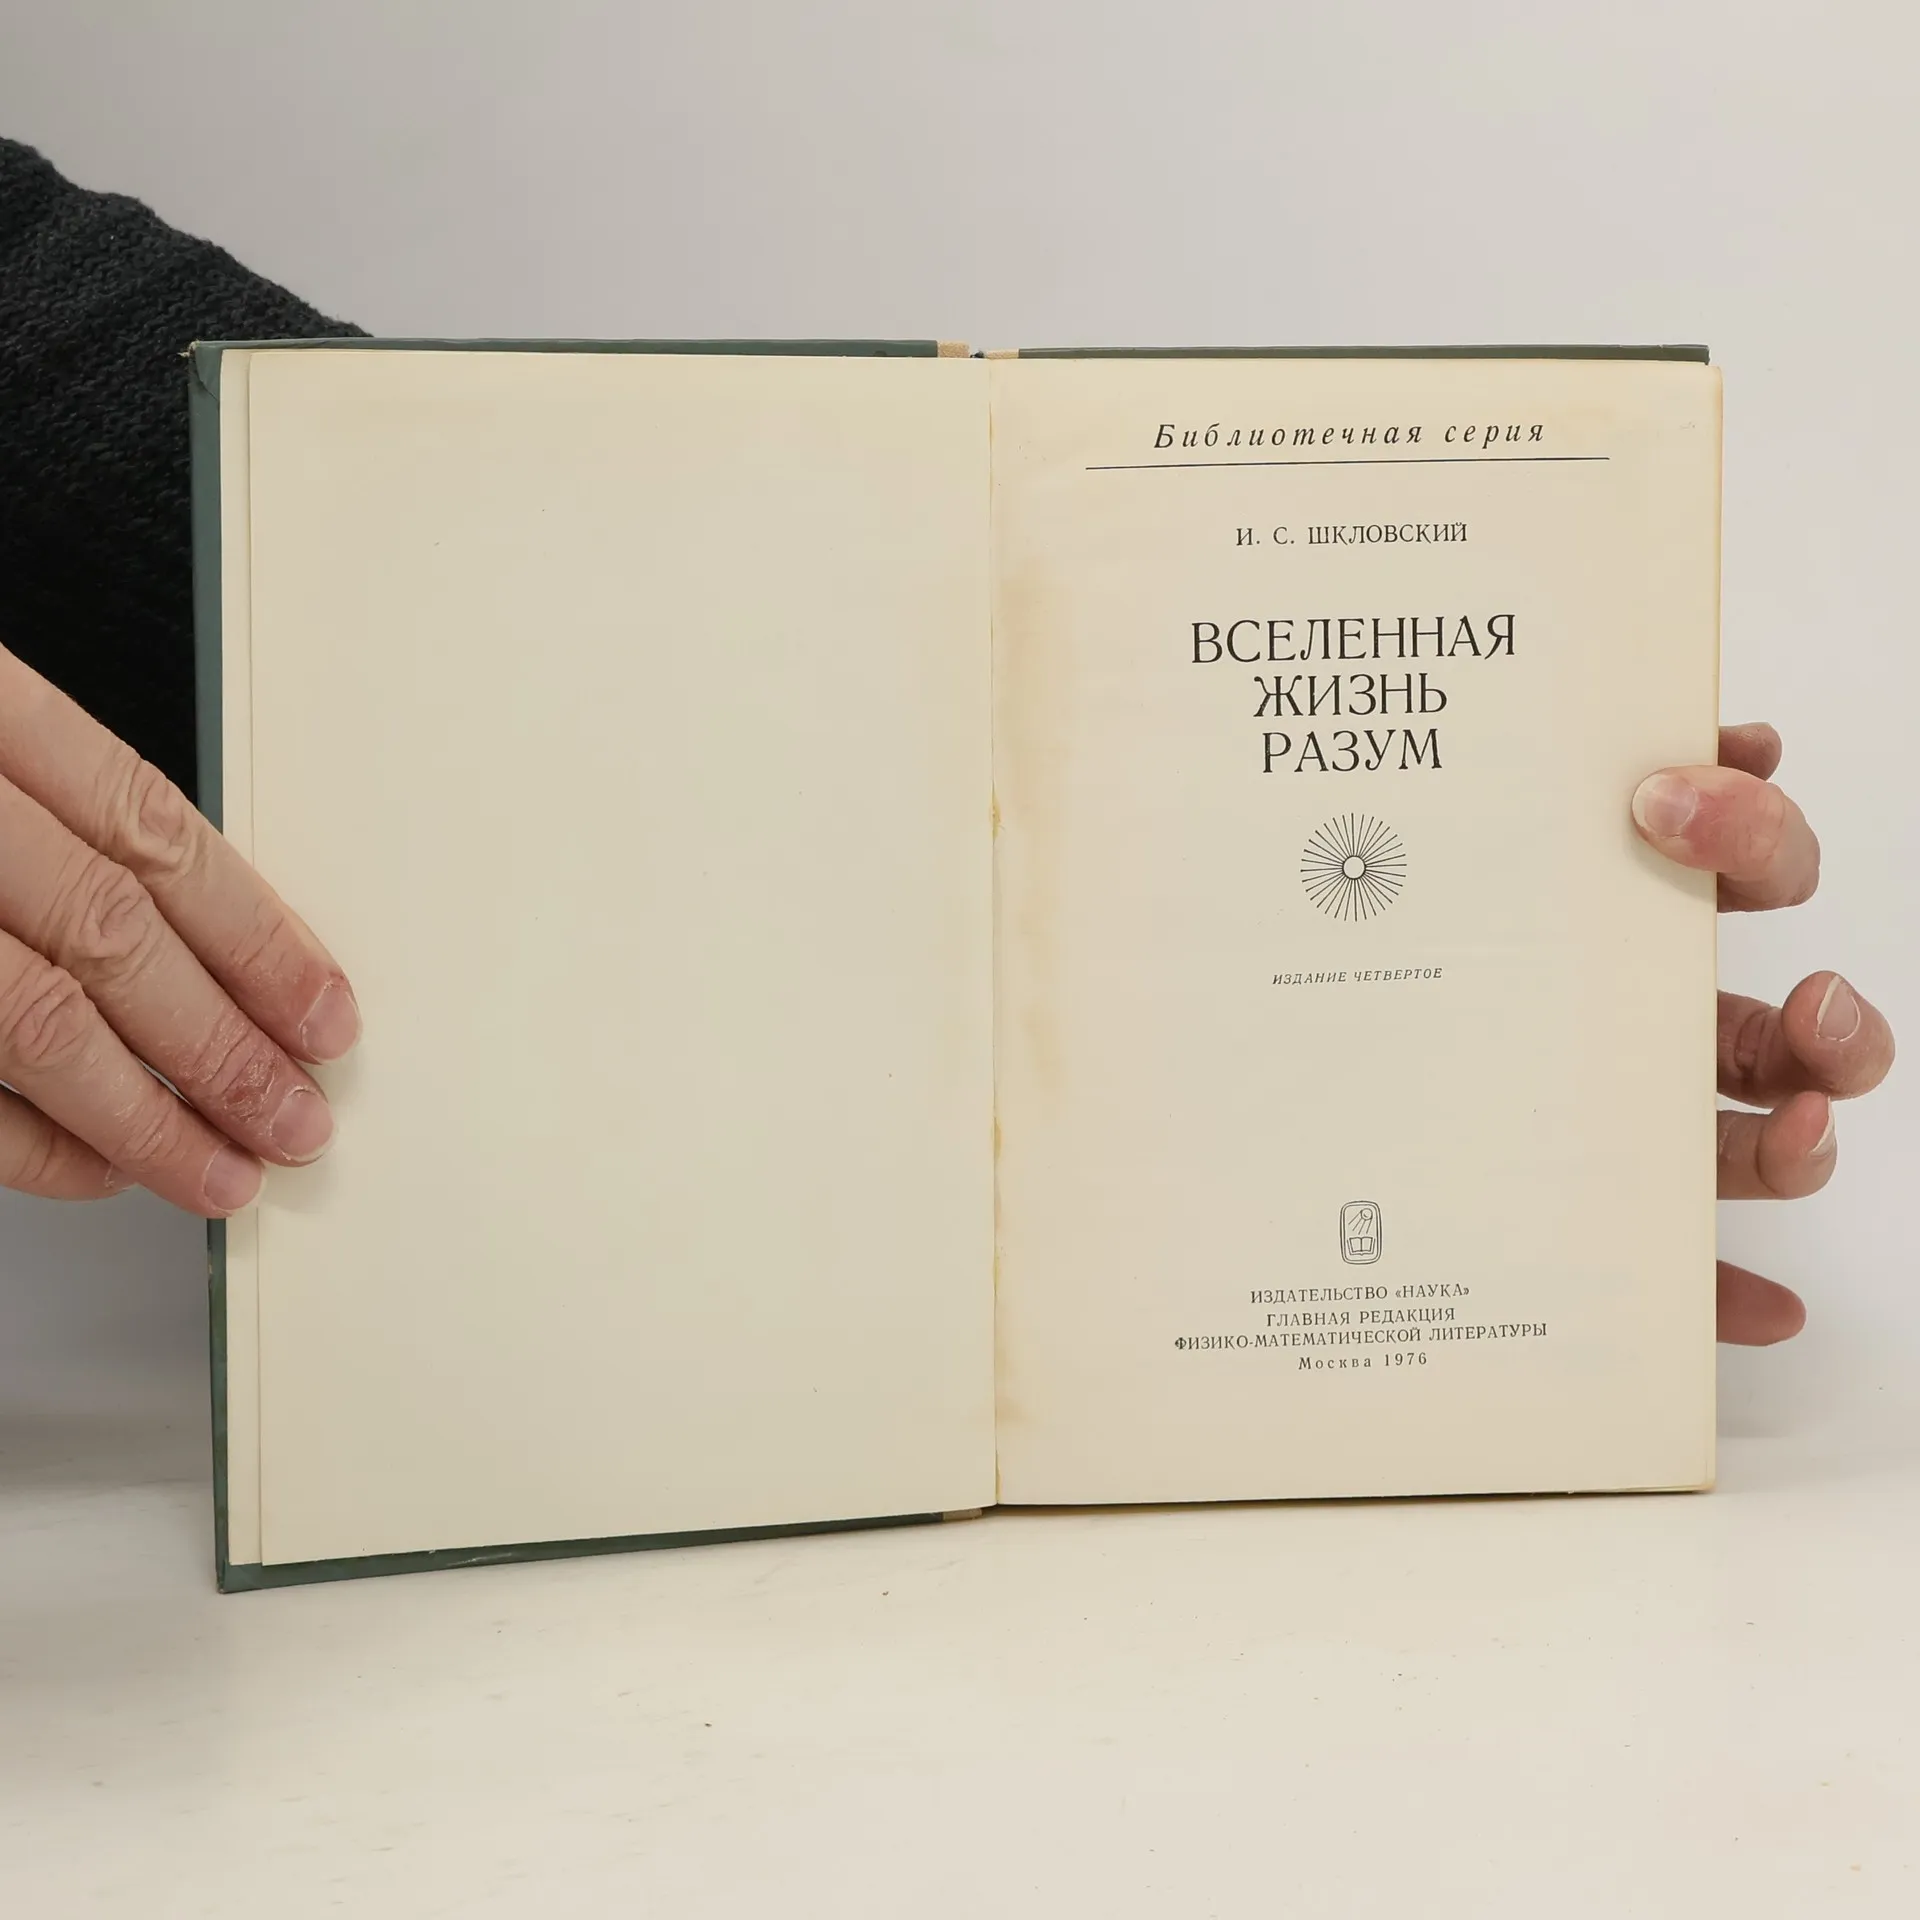 Библиотечная серия
И. С. ШКЛОВСКИЙ
ВСЕЛЕННАЯ
ЖИЗНЬ
РАЗУМ
ИЗДАНИЕ ЧЕТВЕРТОЕ
ИЗДАТЕЛЬСТВО «НАУКА»
ГЛАВНАЯ РЕДАКЦИЯ
ФИЗИКО-МАТЕМАТИЧЕСКОЙ ЛИТЕРАТУРЫ
Москва 1976